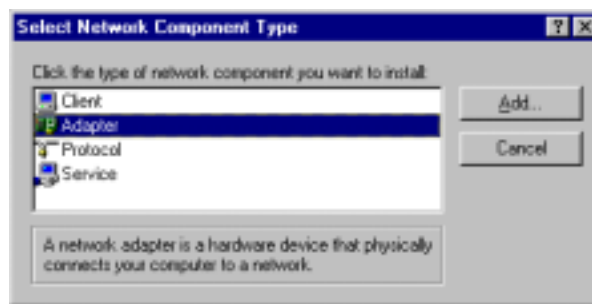 Select Network Component Type
Click the type of network component you want to install:
Client
Adapter
Protocol
Service
Add...
Cancel
A network adapter is a hardware device that physically
connects your computer to a network.